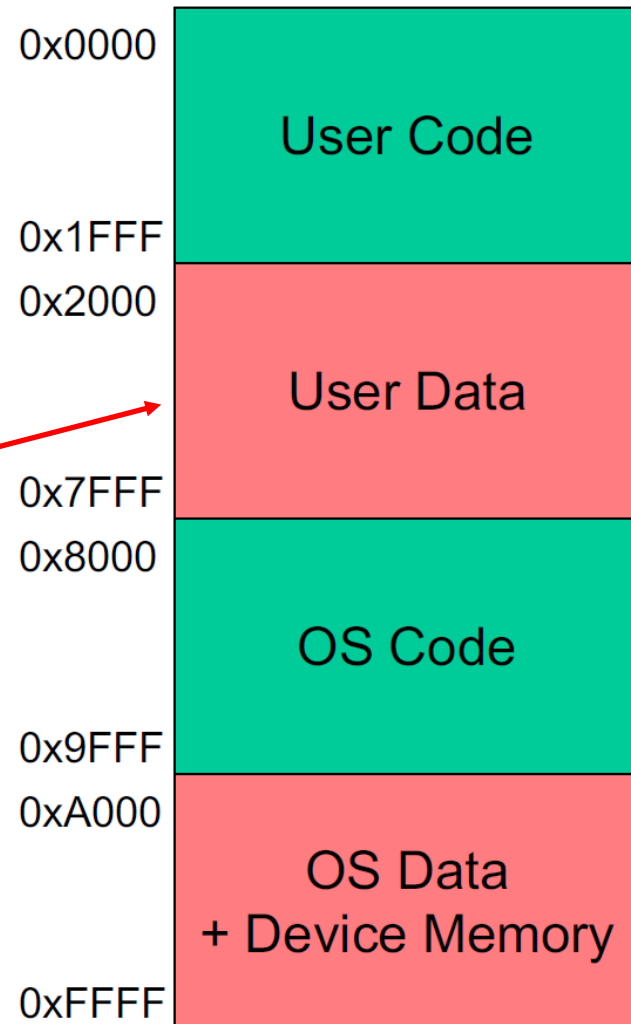 0x0000
User Code
0x1FFF
0x2000
User Data
0x7FFF
0x8000
OS Code
0x9FFF
0xA000
OS Data
+ Device Memory
0xFFFF